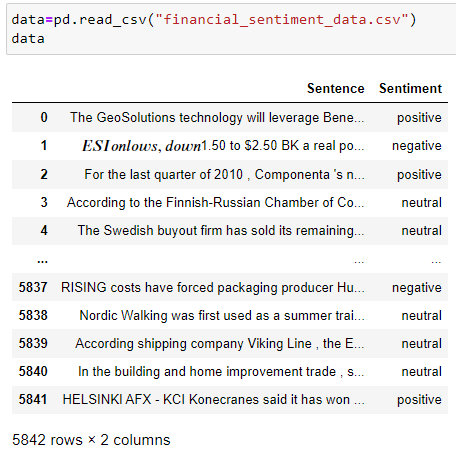 data=pd.read_csv("financial_sentiment_data.csv")
data
Sentence Sentiment
0 The GeoSolutions technology will leverage Bene... positive
1 ESIonlows, down1.50 to $2.50 BK a real po... negative
2 For the last quarter of 2010 , Componenta 's n... positive
3 According to the Finnish-Russian Chamber of Co... neutral
4 The Swedish buyout firm has sold its remaining... neutral
... ... ...
5837 RISING costs have forced packaging producer Hu... negative
5838 Nordic Walking was first used as a summer trai... neutral
5839 According shipping company Viking Line , the E... neutral
5840 In the building and home improvement trade , s... neutral
5841 HELSINKI AFX - KCI Konecranes said it has won ... positive
5842 rows × 2 columns